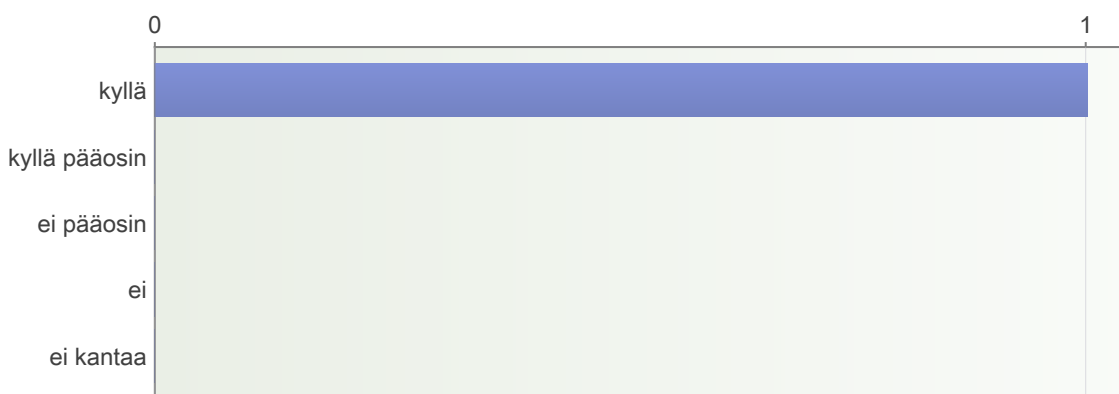 0 1
kyllä
kyllä pääosin
ei pääosin
ei
ei kantaa